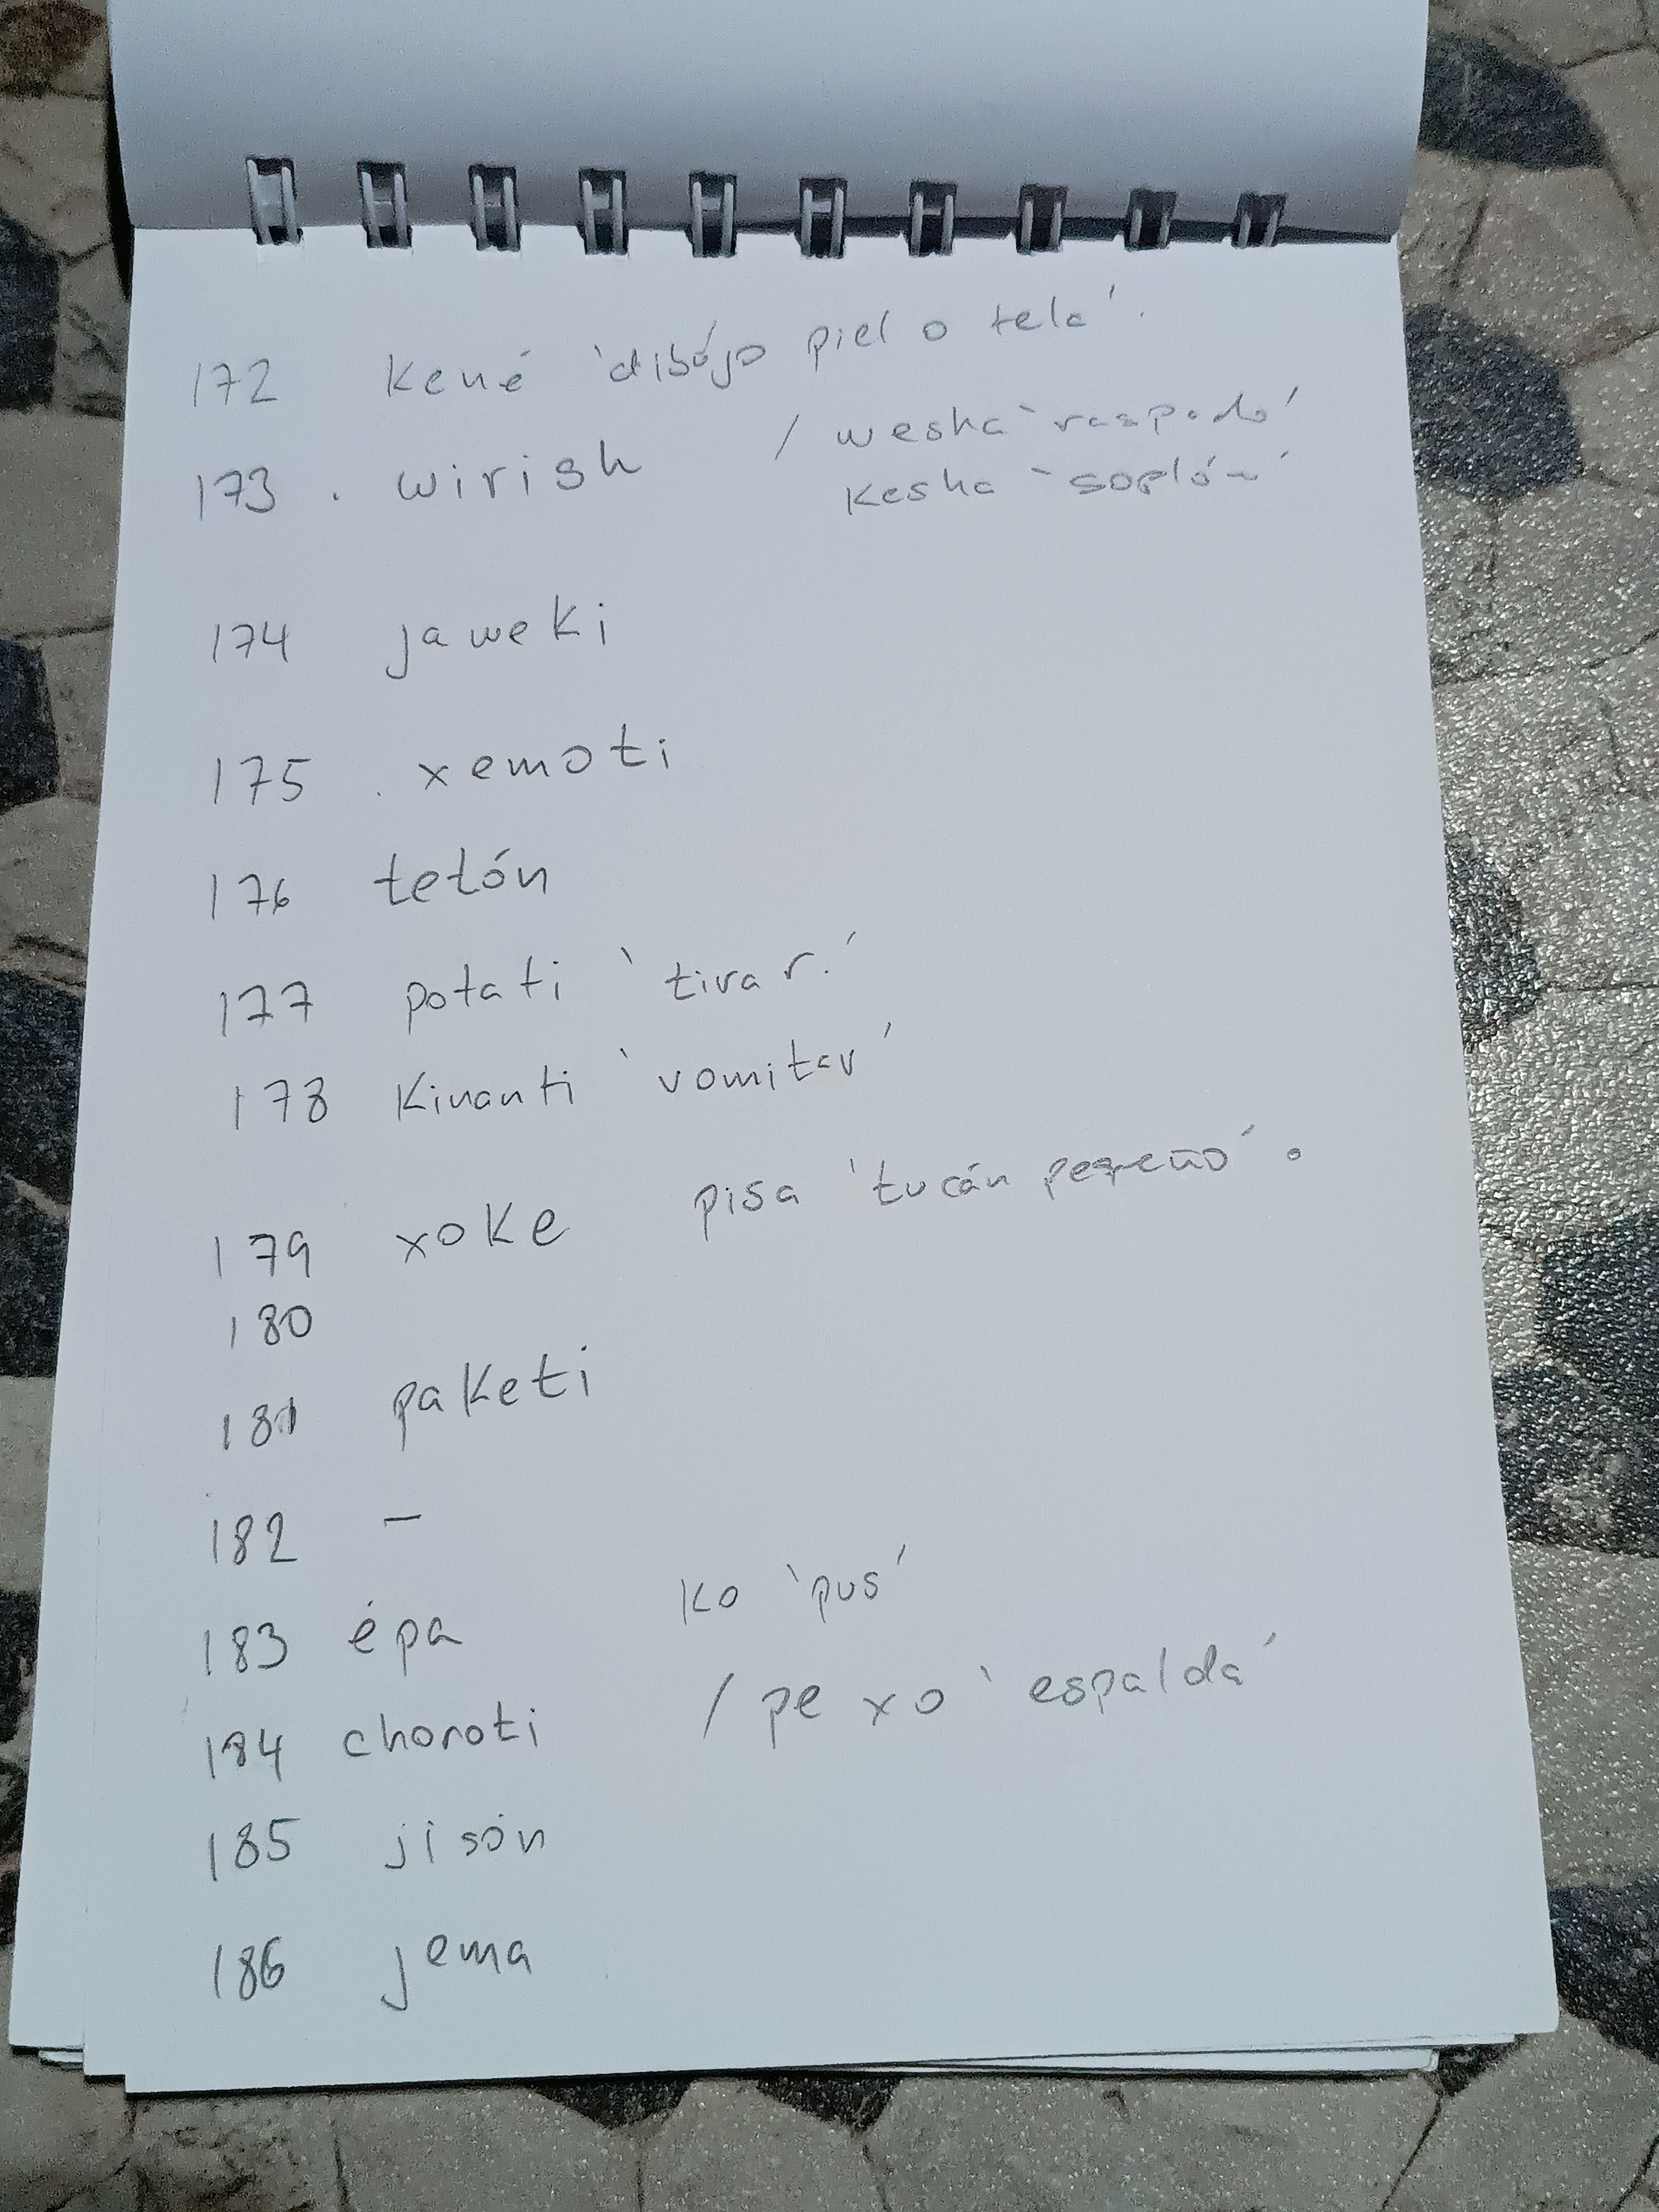 172 kené 'dibújo piel o tela'.
173 . wirish / wesha 'raspado'
kesha 'soplón'
174 jaweki
175 . xemoti
176 tetón
177 potati 'tirar.'
178 kinanti 'vomitar'
179 xoke pisa 'tucán pequeño' .
180
181 paketi
182 –
183 épa ko 'pus'
184 choroti / pe xo 'espalda'
185 jisón
186 jema